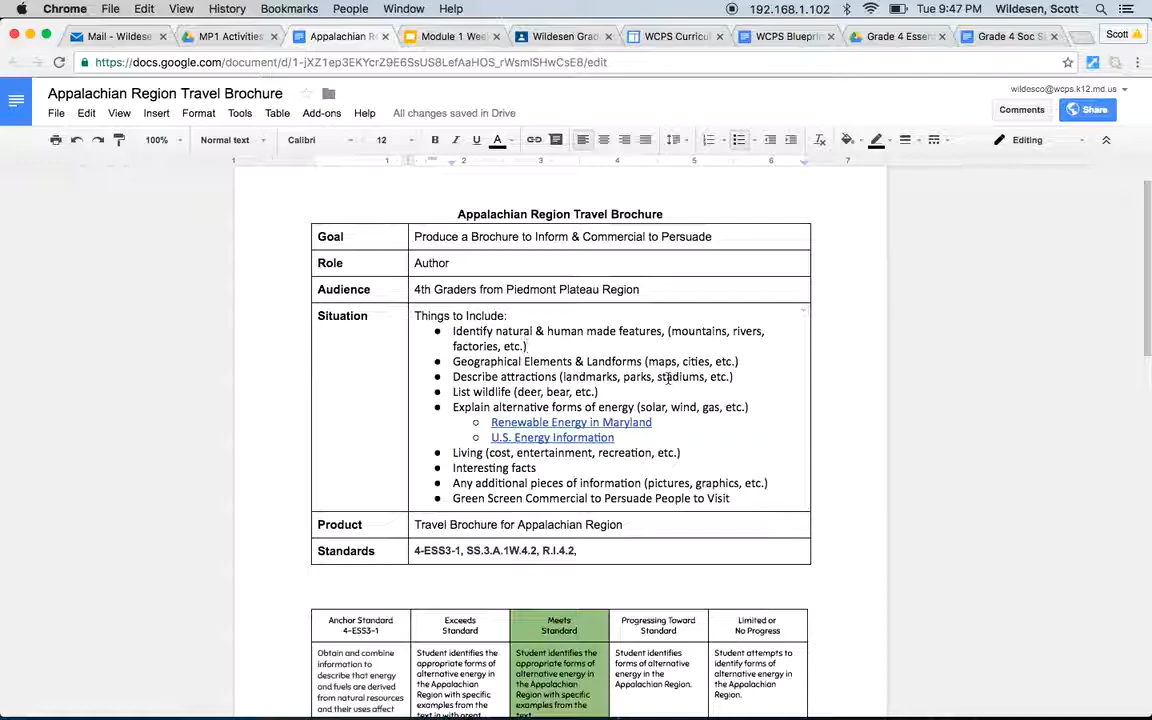 Chrome File Edit View History Bookmarks People Window Help 192.168.1.102 Tue 9:47 PM Wildesen, Scott
Mail - Wildese MP1 Activities Appalachian R Module 1 Wee Wildesen Grad WCPS Curricul WCPS Blueprin Grade 4 Essen Grade 4 Soc S Scott
https://docs.google.com/document/d/1-jXZ1ep3EKYcrZ9E6SsUS8LefAaHOS_rWsmlSHwCsE8/edit
Appalachian Region Travel Brochure wildesco@wcps.k12.md.us
File Edit View Insert Format Tools Table Add-ons Help All changes saved in Drive Comments Share
100% Normal text Calibri 12 B I U A Editing
1 1 2 3 4 5 6 7
Appalachian Region Travel Brochure
Goal Produce a Brochure to Inform & Commercial to Persuade
Role Author
Audience 4th Graders from Piedmont Plateau Region
Situation Things to Include:
● Identify natural & human made features, (mountains, rivers,
factories, etc.)
● Geographical Elements & Landforms (maps, cities, etc.)
● Describe attractions (landmarks, parks, stadiums, etc.)
● List wildlife (deer, bear, etc.)
● Explain alternative forms of energy (solar, wind, gas, etc.)
○ Renewable Energy in Maryland
○ U.S. Energy Information
● Living (cost, entertainment, recreation, etc.)
● Interesting facts
● Any additional pieces of information (pictures, graphics, etc.)
● Green Screen Commercial to Persuade People to Visit
Product Travel Brochure for Appalachian Region
Standards 4-ESS3-1, SS.3.A.1W.4.2, R.I.4.2,
Anchor Standard Exceeds Meets Progressing Toward Limited or
4-ESS3-1 Standard Standard Standard No Progress
Obtain and combine Student identifies the Student identifies the Student identifies Student attempts to
information to appropriate forms of appropriate forms of forms of alternative identify forms of
describe that energy alternative energy in alternative energy in energy in the alternative energy in
and fuels are derived the Appalachian the Appalachian Appalachian Region. the Appalachian
from natural resources Region with specific Region with specific Region.
and their uses affect examples from the examples from the
text in with great text.